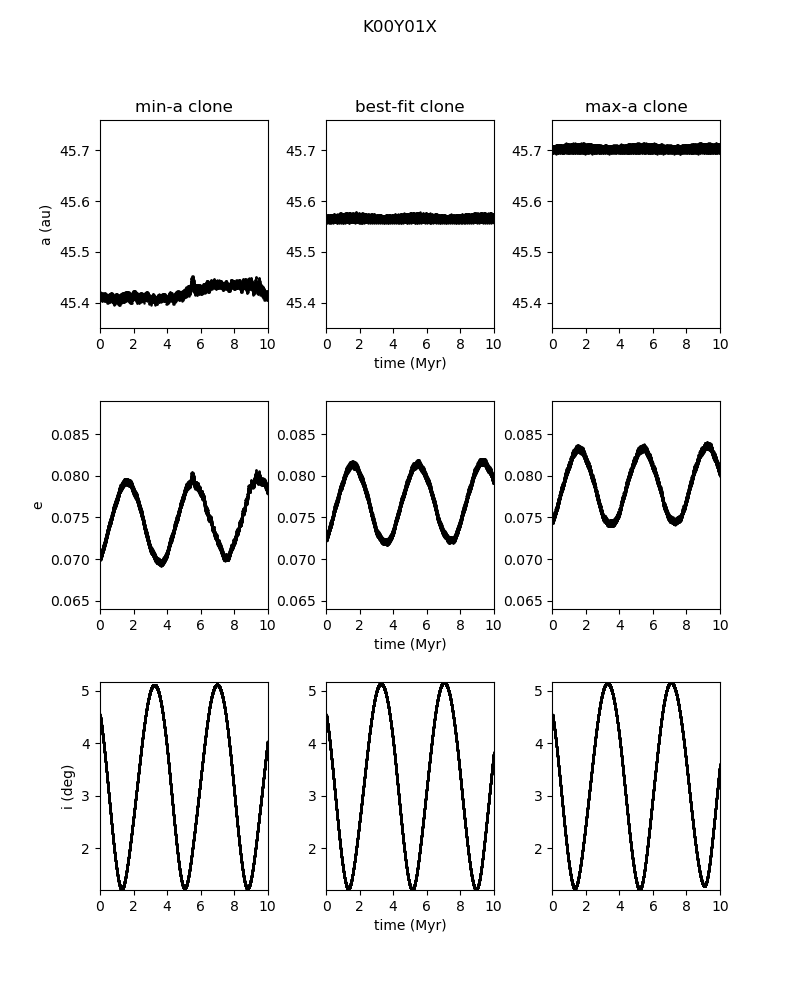 K00Y01X
min-a clone best-fit clone max-a clone
45.7 45.7 45.7
45.6 45.6 45.6
a (au)
45.5 45.5 45.5
45.4 45.4 45.4
0 2 4 6 8 10 0 2 4 6 8 10 0 2 4 6 8 10
time (Myr)
0.085 0.085 0.085
0.080 0.080 0.080
e
0.075 0.075 0.075
0.070 0.070 0.070
0.065 0.065 0.065
0 2 4 6 8 10 0 2 4 6 8 10 0 2 4 6 8 10
time (Myr)
5 5 5
4 4 4
i (deg)
3 3 3
2 2 2
0 2 4 6 8 10 0 2 4 6 8 10 0 2 4 6 8 10
time (Myr)